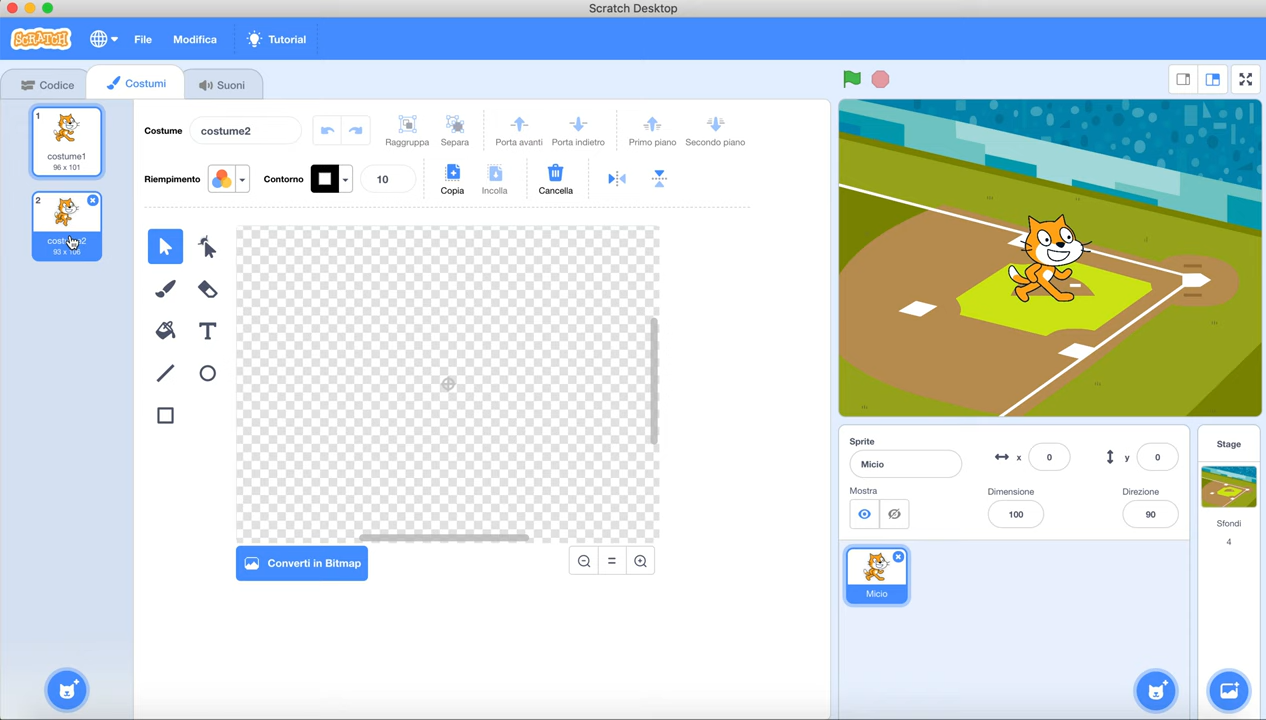 Scratch Desktop
SCRATCH
File
Modifica
Tutorial
Codice
Costumi
Suoni
1
costume1
96 x 101
2
93 x 106
Costume
costume2
Raggruppa
Separa
Porta avanti
Porta indietro
Primo piano
Secondo piano
Riempimento
Contorno
10
Copia
Incolla
Cancella
T
Converti in Bitmap
Sprite
Micio
x
0
y
0
Mostra
Dimensione
100
Direzione
90
Micio
Stage
Sfondi
4